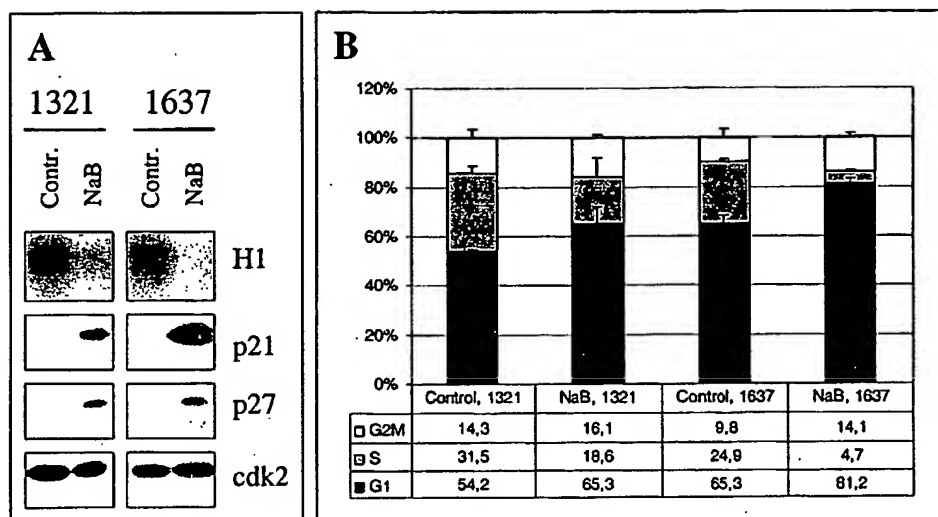 A
1321 1637
Contr. NaB Contr. NaB
H1
p21
p27
cdk2
B
120%
100%
80%
60%
40%
20%
0%
Control, 1321 NaB, 1321 Control, 1637 NaB, 1637
G2M 14,3 16,1 9,8 14,1
S 31,5 18,6 24,9 4,7
G1 54,2 65,3 65,3 81,2